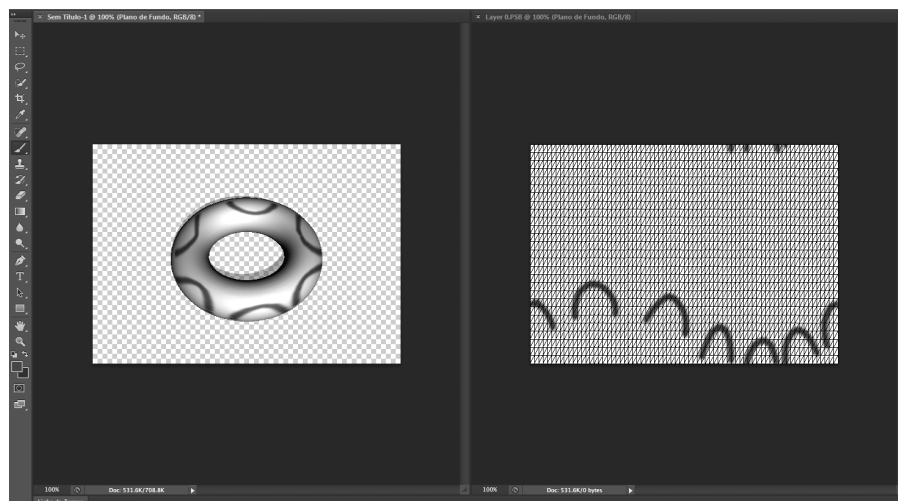 Sem Título-1 @ 100% (Plano de Fundo, RGB/8) *
Layer 0.PSB @ 100% (Plano de Fundo, RGB/8)
T
100%
Doc: 531.6K/708.8K
100%
Doc: 531.6K/0 bytes